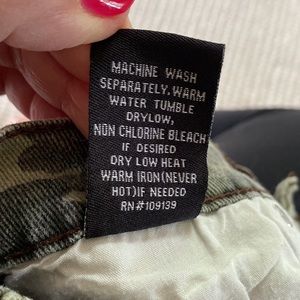 MACHINE WASH
SEPARATELY.WARM
WATER TUMBLE
DRYLOW,
NON CHLORINE BLEACH
IF DESIRED
DRY LOW HEAT
WARM IRON(NEVER
HOT)IF NEEDED
RN#109139